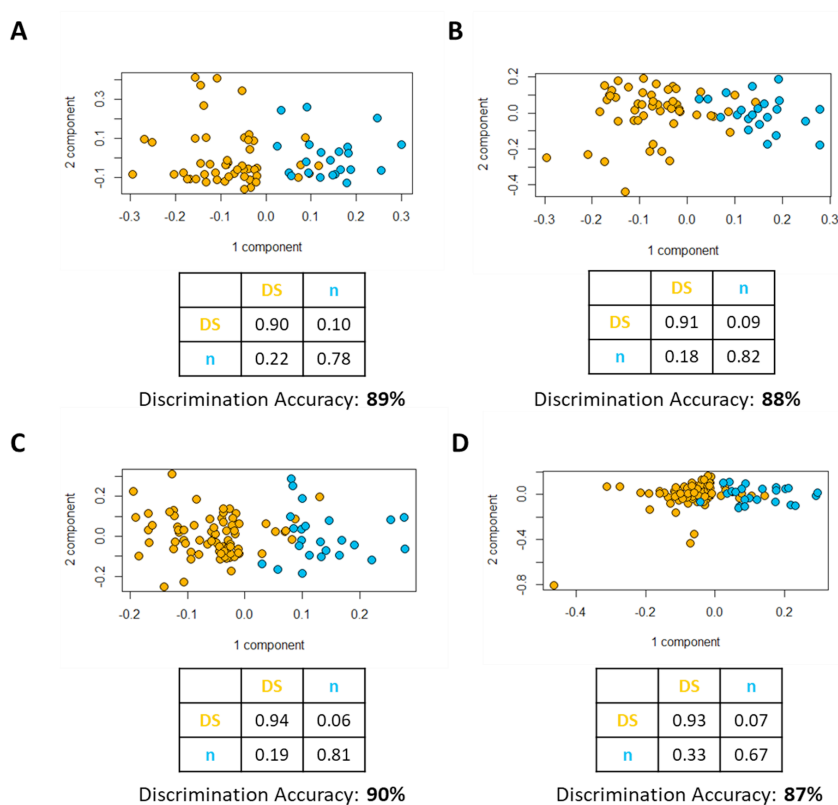 A
2 component
0.3
0.1
-0.1
-0.3 -0.2 -0.1 0.0 0.1 0.2 0.3
1 component
DS n
DS 0.90 0.10
n 0.22 0.78
Discrimination Accuracy: 89%
B
2 component
0.2
0.0
-0.2
-0.4
-0.3 -0.2 -0.1 0.0 0.1 0.2 0.3
1 component
DS n
DS 0.91 0.09
n 0.18 0.82
Discrimination Accuracy: 88%
C
2 component
0.2
0.0
-0.2
-0.2 -0.1 0.0 0.1 0.2
1 component
DS n
DS 0.94 0.06
n 0.19 0.81
Discrimination Accuracy: 90%
D
2 component
0.0
-0.4
-0.8
-0.4 -0.2 0.0 0.2
1 component
DS n
DS 0.93 0.07
n 0.33 0.67
Discrimination Accuracy: 87%